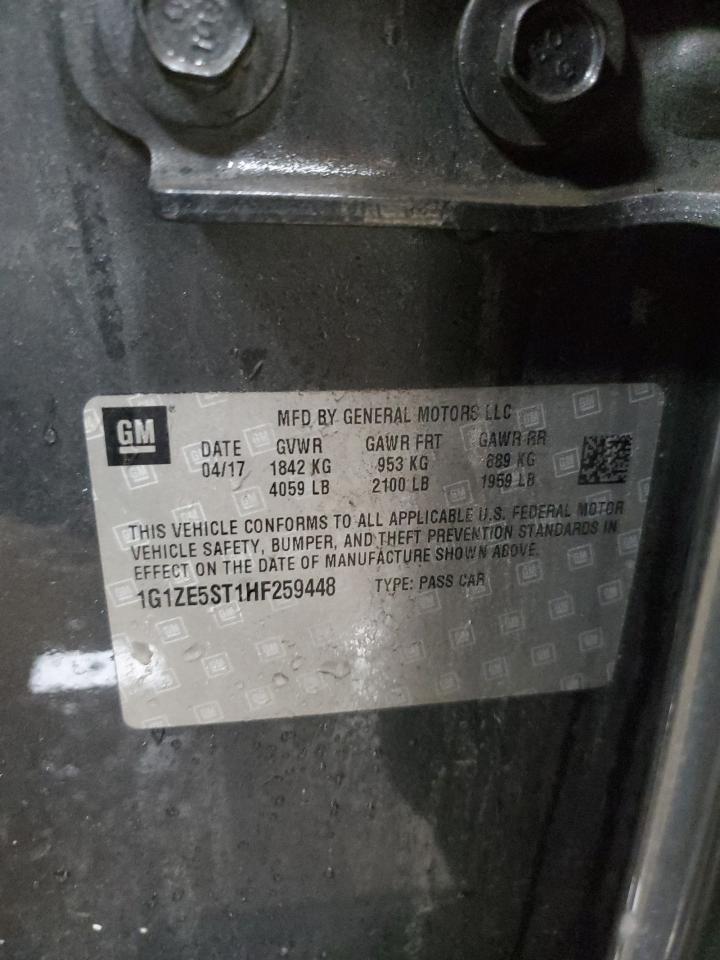 GM
MFD BY GENERAL MOTORS LLC
DATE GVWR GAWR FRT GAWR RR
04/17 1842 KG 953 KG 889 KG
4059 LB 2100 LB 1959 LB
THIS VEHICLE CONFORMS TO ALL APPLICABLE U.S. FEDERAL MOTOR
VEHICLE SAFETY, BUMPER, AND THEFT PREVENTION STANDARDS IN
EFFECT ON THE DATE OF MANUFACTURE SHOWN ABOVE.
1G1ZE5ST1HF259448 TYPE: PASS CAR